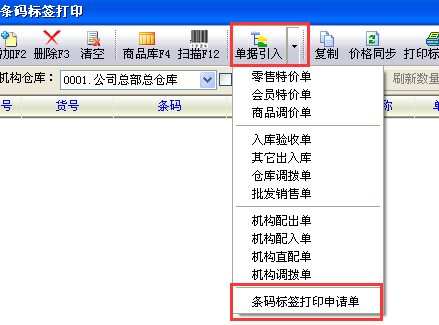 条码标签打印
增加F2 删除F3 清空 商品库F4 扫描F12 单据引入 复制 价格同步 打印标
机构仓库： 0001.公司总部总仓库 刷新数量
号 货号 条码 称 单
零售特价单
会员特价单
商品调价单
入库验收单
其它出入库
仓库调拨单
批发销售单
机构配出单
机构配入单
机构直配单
机构调拨单
条码标签打印申请单